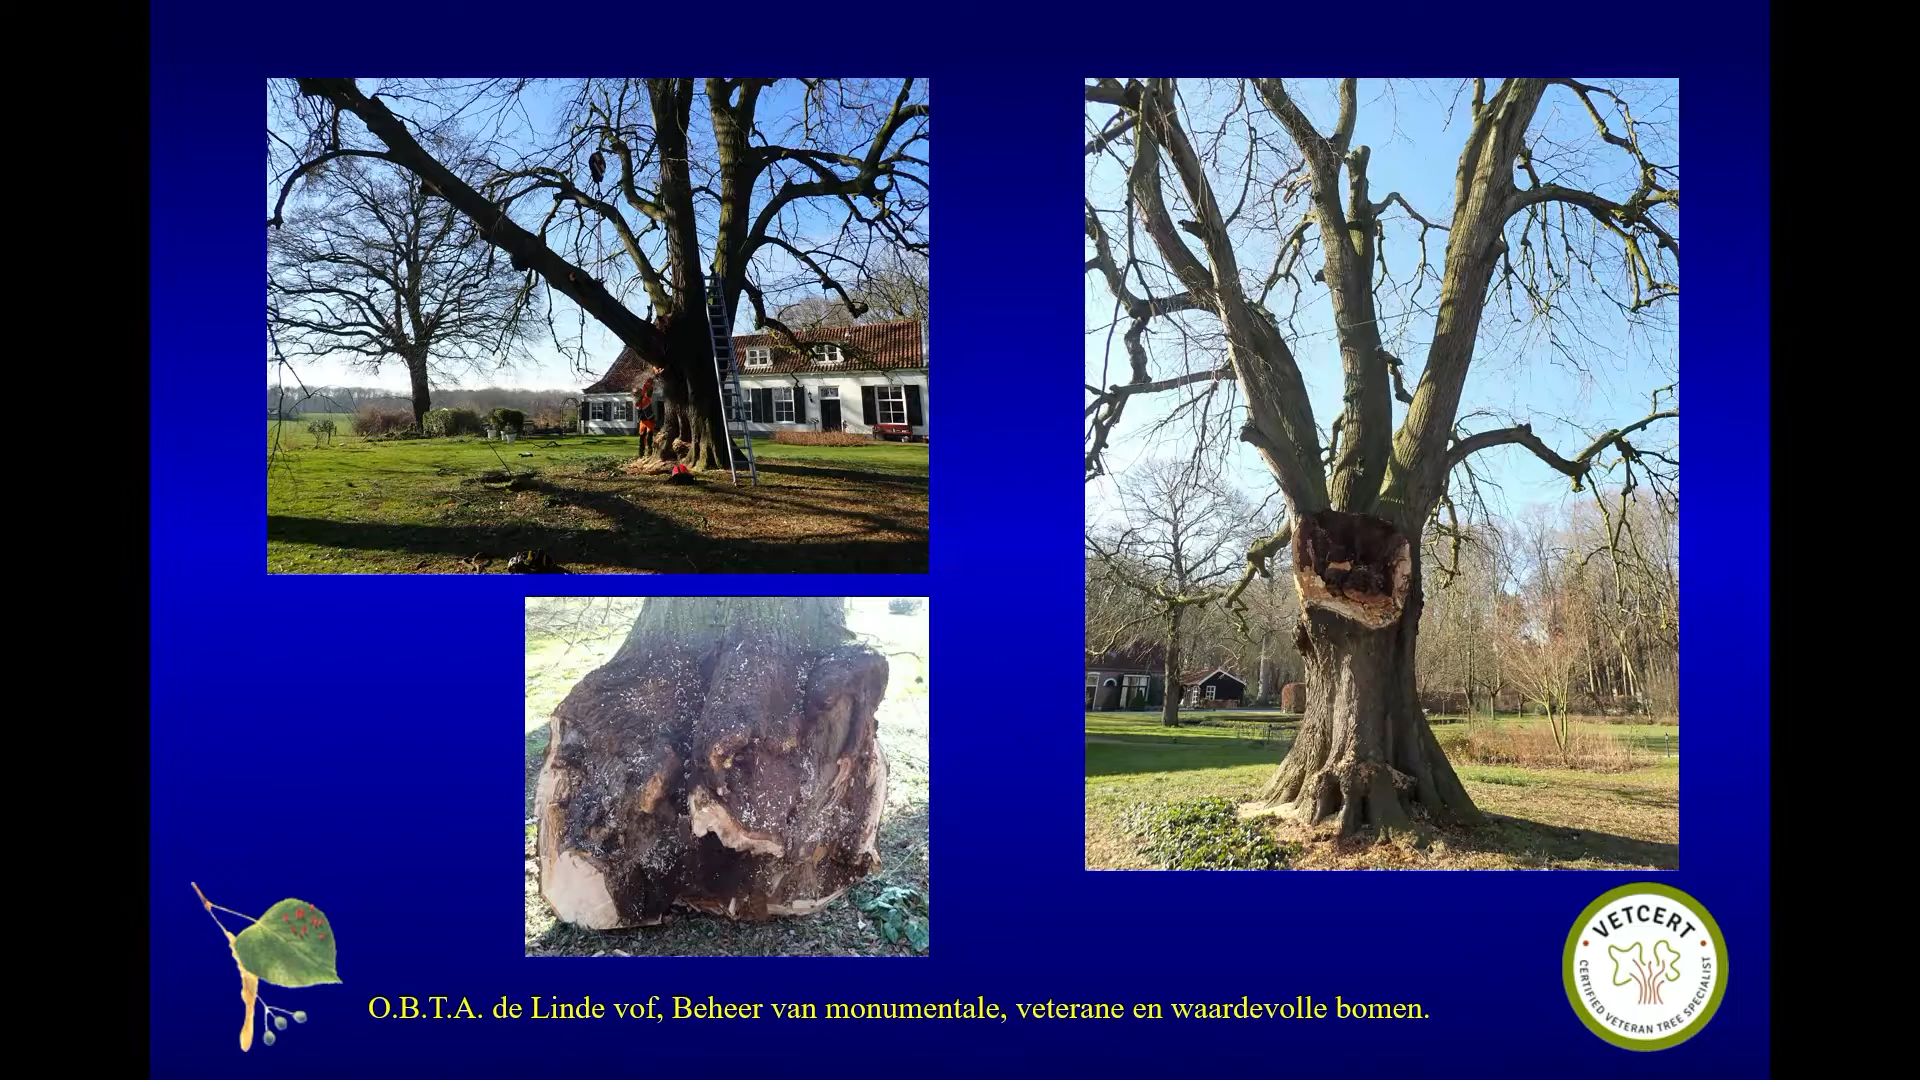 VETCERT
CERTIFIED VETERAN TREE SPECIALIST
O.B.T.A. de Linde vof, Beheer van monumentale, veterane en waardevolle bomen.